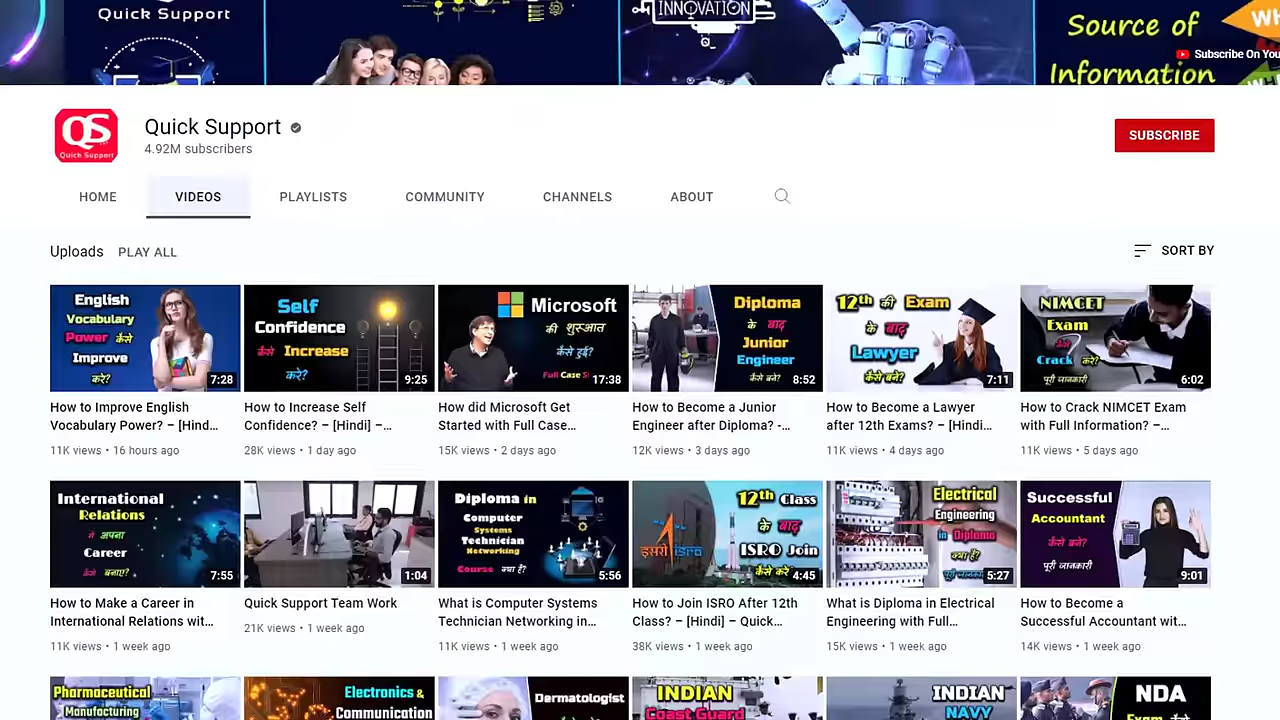 Quick Support
INNOVATION
Source of
Information
Subscribe On You
QS
Quick Support
Quick Support
4.92M subscribers
SUBSCRIBE
HOME
VIDEOS
PLAYLISTS
COMMUNITY
CHANNELS
ABOUT
Uploads
PLAY ALL
SORT BY
English
Vocabulary
Power कैसे
Improve
करे?
7:28
Self
Confidence
कैसे Increase
करे?
9:25
Microsoft
की शुरूआत
कैसे हुई?
Full Case S
17:38
Diploma
के बाद
Junior
Engineer
कैसे बने?
8:52
12th की Exam
के बाद
Lawyer
कैसे बने?
7:11
NIMCET
Exam
कैसे
Crack करे?
पूरी जानकारी
6:02
How to Improve English
Vocabulary Power? – [Hind...
11K views • 16 hours ago
How to Increase Self
Confidence? – [Hindi] –...
28K views • 1 day ago
How did Microsoft Get
Started with Full Case...
15K views • 2 days ago
How to Become a Junior
Engineer after Diploma? -...
12K views • 3 days ago
How to Become a Lawyer
after 12th Exams? – [Hindi...
11K views • 4 days ago
How to Crack NIMCET Exam
with Full Information? –...
11K views • 5 days ago
International
Relations
में अपना
Career
कैसे बनाए?
7:55
1:04
Diploma in
Computer
Systems
Technician
Networking
Course क्या है?
5:56
12th Class
के बाद
ISRO Join
कैसे करे
इसरो isro
4:45
Electrical
Engineering
in Diploma
क्या है?
5:27
Successful
Accountant
कैसे बने?
पूरी जानकारी
9:01
How to Make a Career in
International Relations wit...
11K views • 1 week ago
Quick Support Team Work
21K views • 1 week ago
What is Computer Systems
Technician Networking in...
11K views • 1 week ago
How to Join ISRO After 12th
Class? – [Hindi] – Quick...
38K views • 1 week ago
What is Diploma in Electrical
Engineering with Full...
15K views • 1 week ago
How to Become a
Successful Accountant wit...
14K views • 1 week ago
Pharmaceutical
Manufacturing
Electronics &
Communication
Dermatologist
INDIAN
Coast Guard
INDIAN
NAVY
NDA
Exam